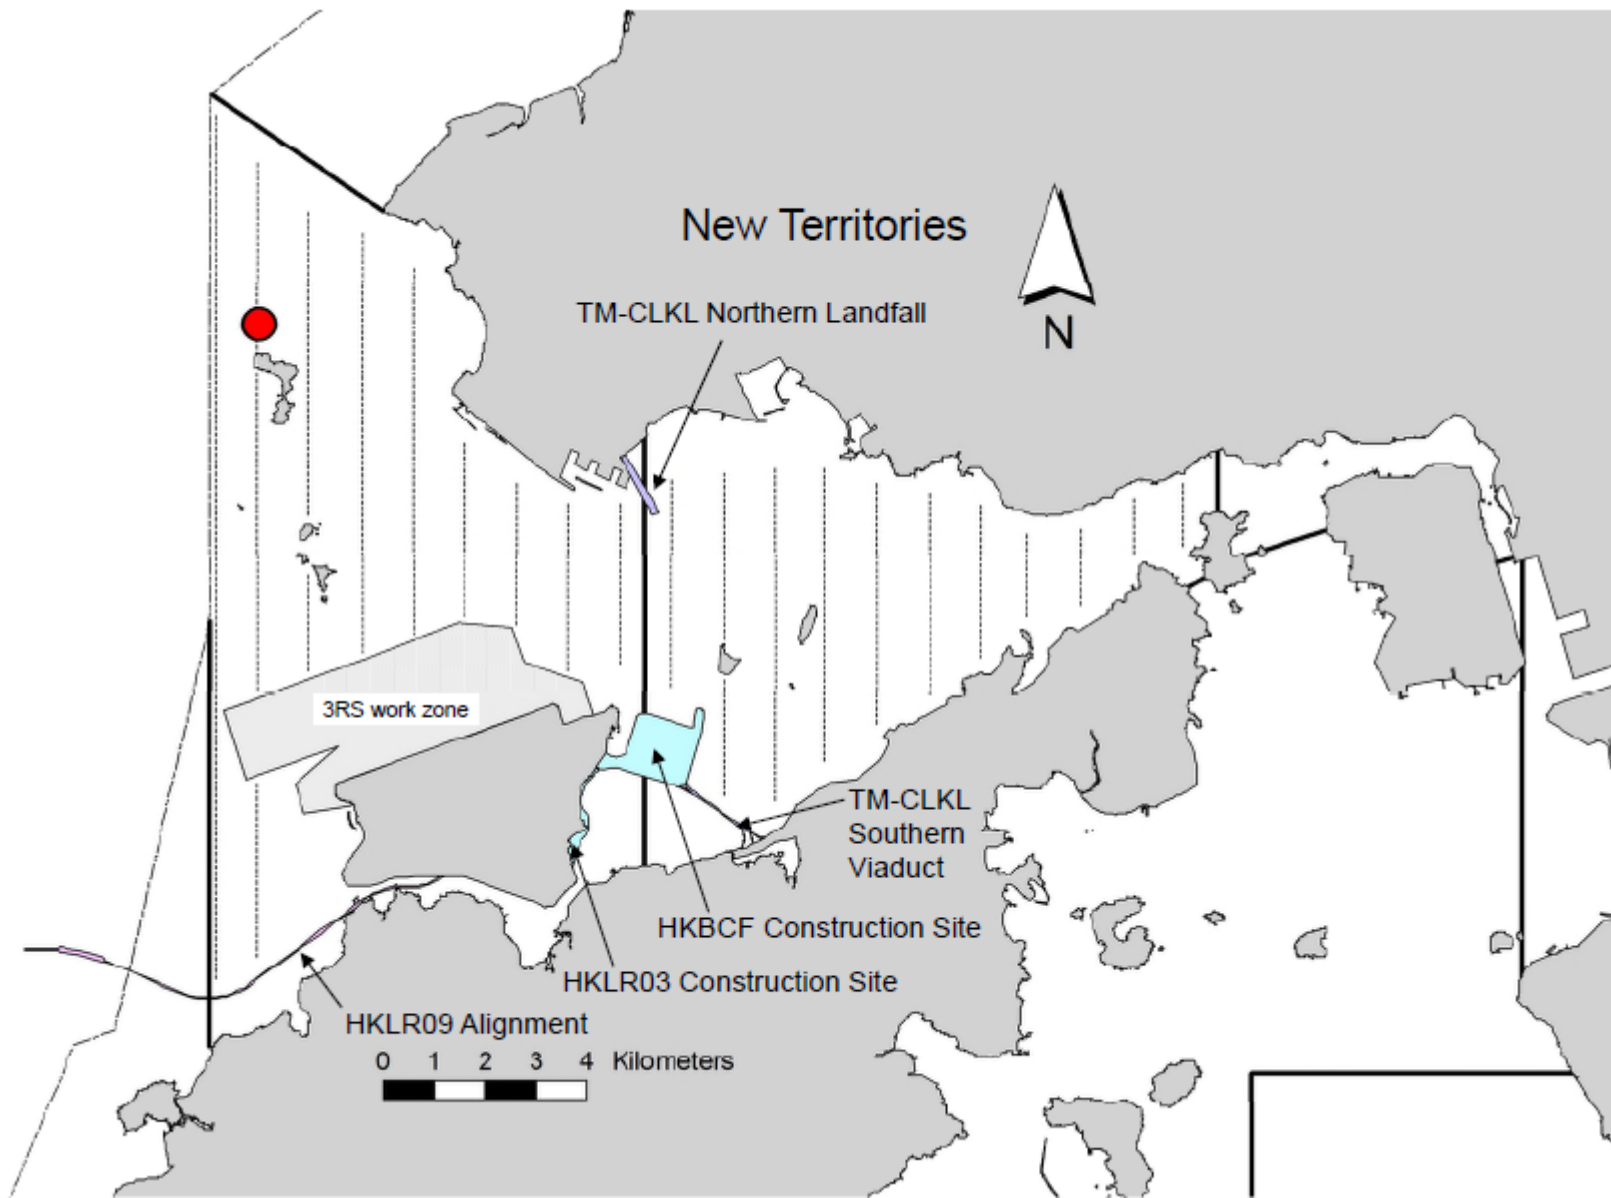 New Territories
TM-CLKL Northern Landfall
N
3RS work zone
TM-CLKL
Southern
Viaduct
HKBCF Construction Site
HKLR03 Construction Site
HKLR09 Alignment
0 1 2 3 4 Kilometers